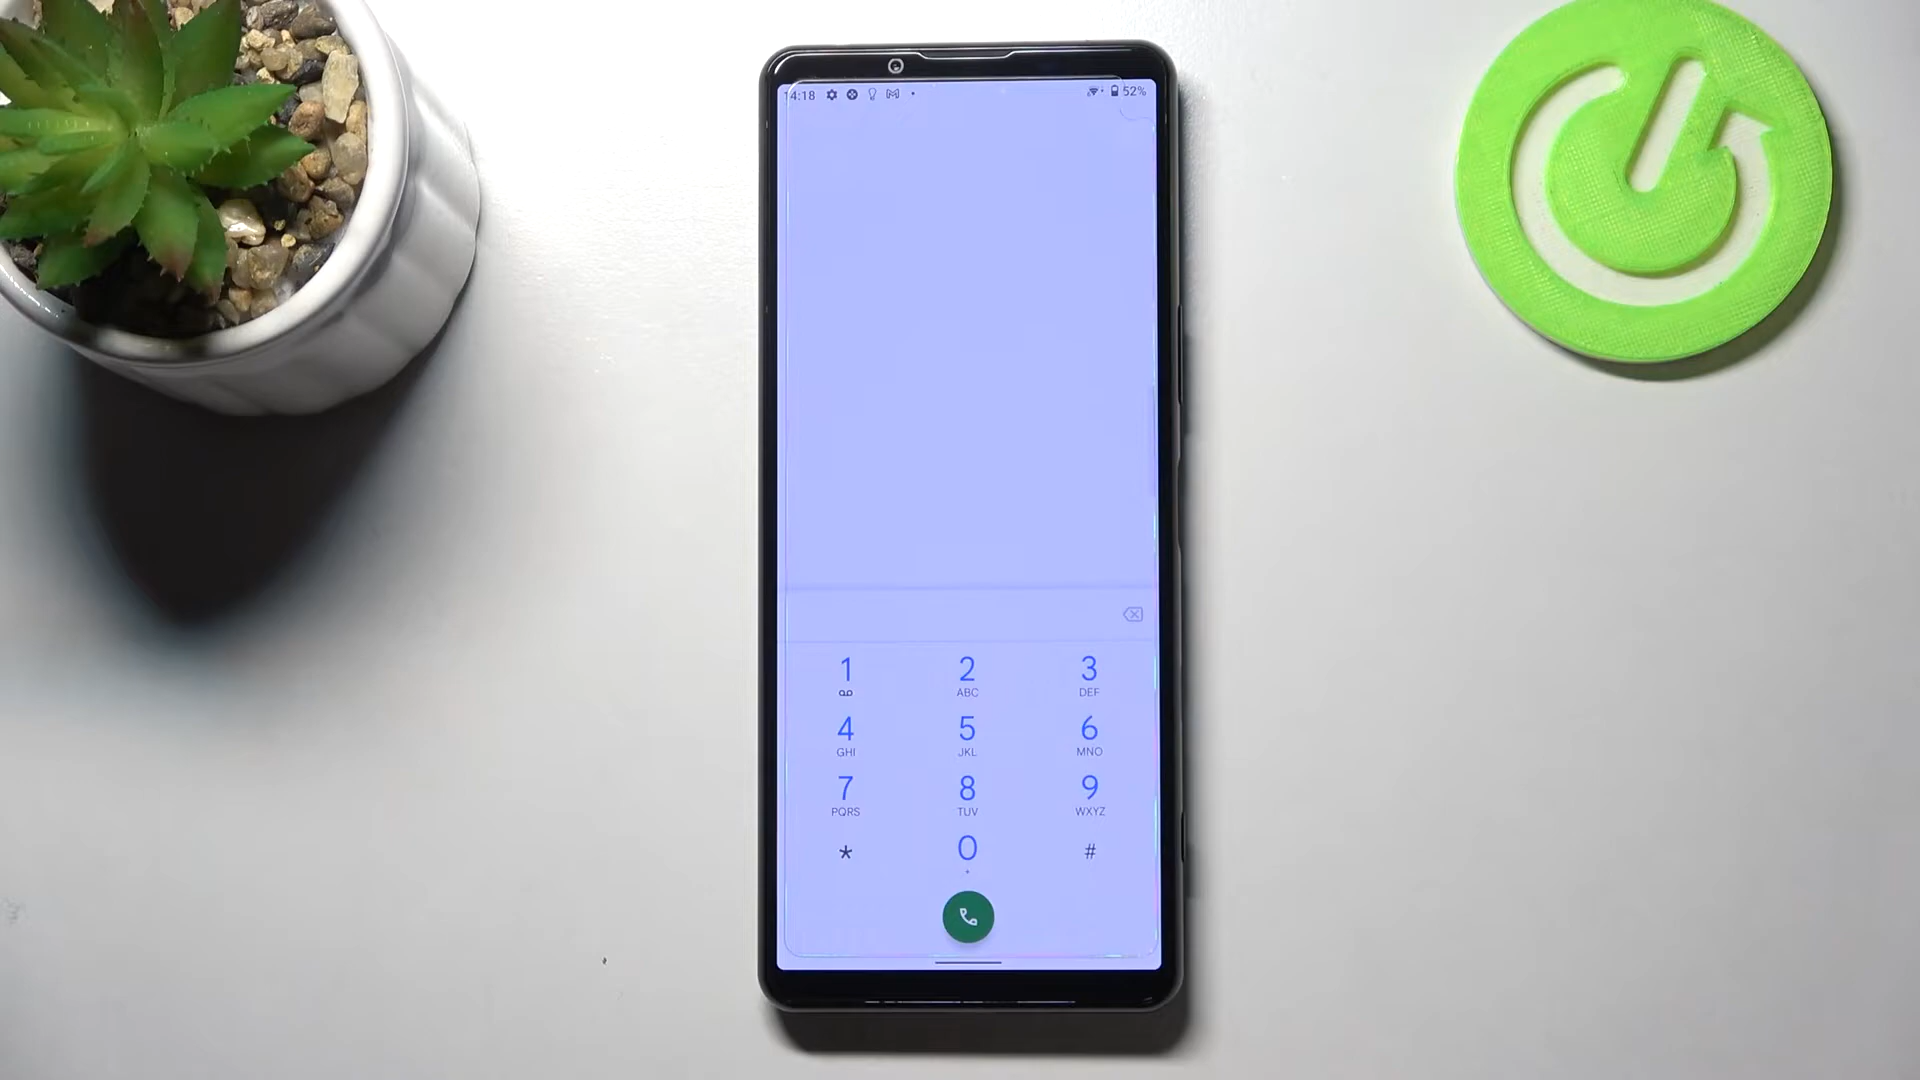 14:18 52%
1 2 3
ABC DEF
4 5 6
GHI JKL MNO
7 8 9
PQRS TUV WXYZ
* 0 #
+